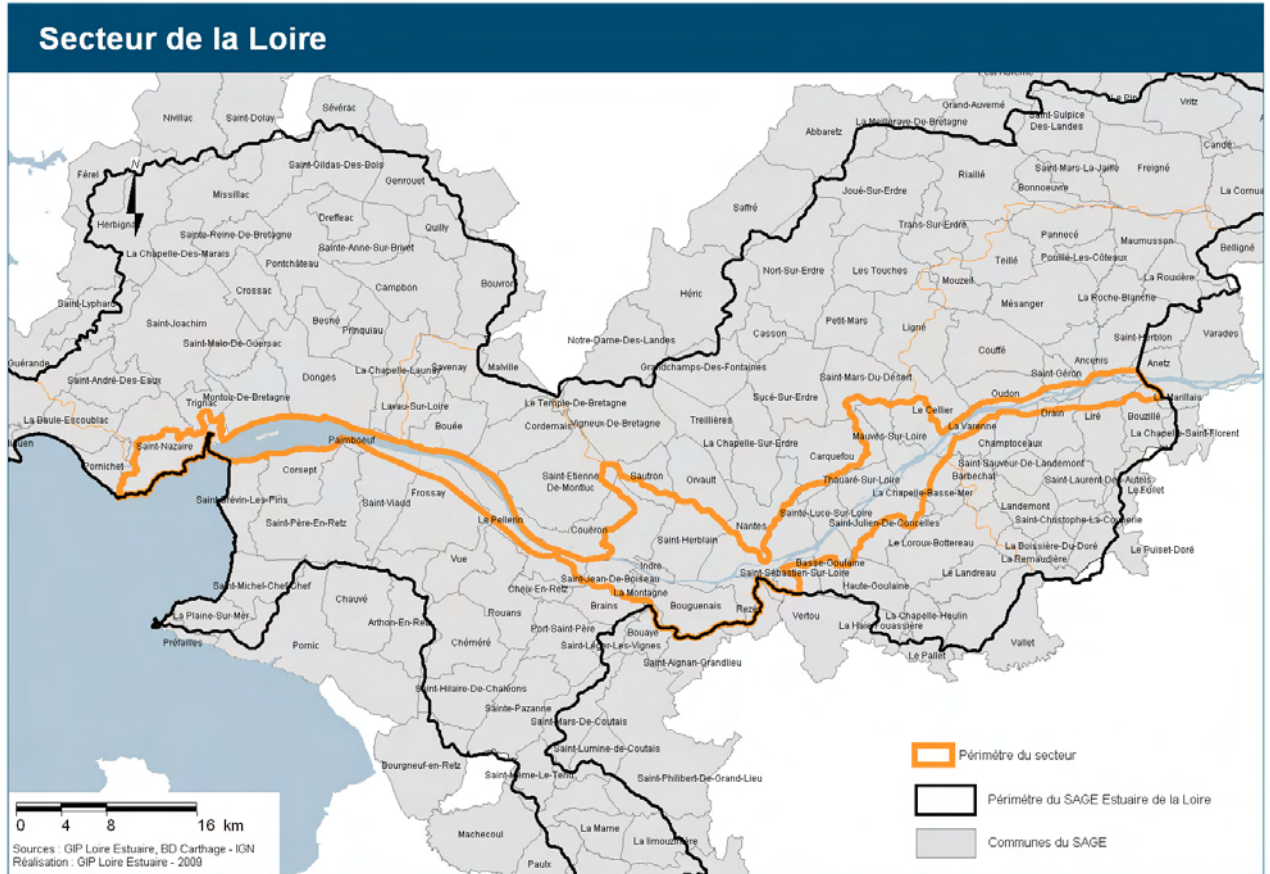 Secteur de la Loire
Nivillac
Saint-Dolay
Sévérac
Férel
Saint-Gildas-Des-Bois
Genrouet
Missillac
Herbigna
Drefféac
Quilly
Sainte-Reine-De-Bretagne
Sainte-Anne-Sur-Brivet
La Chapelle-Des-Marais
Pontchâteau
Crossac
Campbon
Bouvron
Saint-Lyphard
Saint-Joachim
Besné
Prinquiau
Saint-Malo-De-Guersac
Guérande
Saint-André-Des-Eaux
Donges
La Chapelle-Launay
Savenay
Malville
Montoir-De-Bretagne
Trignac
Lavau-Sur-Loire
Bouée
La Baule-Escoublac
Saint-Nazaire
Pornichet
Paimboeuf
Corsept
Saint-Brévin-Les-Pins
Saint-Viaud
Frossay
Saint-Père-En-Retz
Le Pellerin
Vue
Saint-Michel-Chef-Chef
La Plaine-Sur-Mer
Préfailles
Chauvé
Pornic
Arthon-En-Retz
Rouans
Chéméré
Cheix-En-Retz
Port-Saint-Père
Saint-Hilaire-De-Chaléons
Sainte-Pazanne
Saint-Mars-De-Coutais
Saint-Lumine-de-Coutais
Bourgneuf-en-Retz
Saint-Même-Le-Tenu
Saint-Philbert-De-Grand-Lieu
Machecoul
La Marne
La limouzinière
Paulx
Abbaretz
La Meilleraye-De-Bretagne
Grand-Auverné
Saint-Sulpice
Des-Landes
Le Pin
Vritz
Candé
Saffré
Joué-Sur-Erdre
Riaillé
Saint-Mars-La-Jaille
Freigné
Bonnoeuvre
La Cornua
Trans-Sur-Erdre
Pannecé
Maumusson
Belligné
Nort-Sur-Erdre
Les Touches
Teillé
Pouillé-Les-Côteaux
Mouzeil
La Rouxière
Héric
Mésanger
La Roche-Blanche
Casson
Petit-Mars
Ligné
Notre-Dame-Des-Landes
Grandchamps-Des-Fontaines
Couffé
Saint-Herblon
Varades
Ancenis
Anetz
Saint-Mars-Du-Désert
Saint-Géron
Le Temple-De-Bretagne
Sucé-Sur-Erdre
Oudon
Le Cellier
Le Marillais
Cordemais
Vigneux-De-Bretagne
Treillières
La Varenne
Drain
Liré
Bouzillé
La Chapelle-Sur-Erdre
Mauves-Sur-Loire
Champtoceaux
La Chapelle-Saint-Florent
Carquefou
Saint-Sauveur-De-Landemont
Saint-Etienne
De-Montluc
Sautron
Orvault
Thouaré-Sur-Loire
Barbechat
Saint-Laurent-Des-Autels
La Chapelle-Basse-Mer
Le Fuilet
Sainte-Luce-Sur-Loire
Landemont
Nantes
Saint-Julien-De-Concelles
Saint-Christophe-La-Couperie
Couëron
Saint-Herblain
Le Loroux-Bottereau
La Boissière-Du-Doré
Le Puiset-Doré
Indre
Basse-Goulaine
La Remaudière
Saint-Jean-De-Boiseau
Saint-Sébastien-Sur-Loire
Le Landreau
La Montagne
Haute-Goulaine
Brains
Bouguenais
Rezé
Vertou
La Chapelle-Heulin
La Haie-Fouassière
Bouaye
Saint-Léger-Les-Vignes
Vallet
Le Pallet
Saint-Aignan-Grandlieu
N
Périmètre du secteur
Périmètre du SAGE Estuaire de la Loire
Communes du SAGE
0 4 8 16 km
Sources : GIP Loire Estuaire, BD Carthage - IGN
Réalisation : GIP Loire Estuaire - 2009